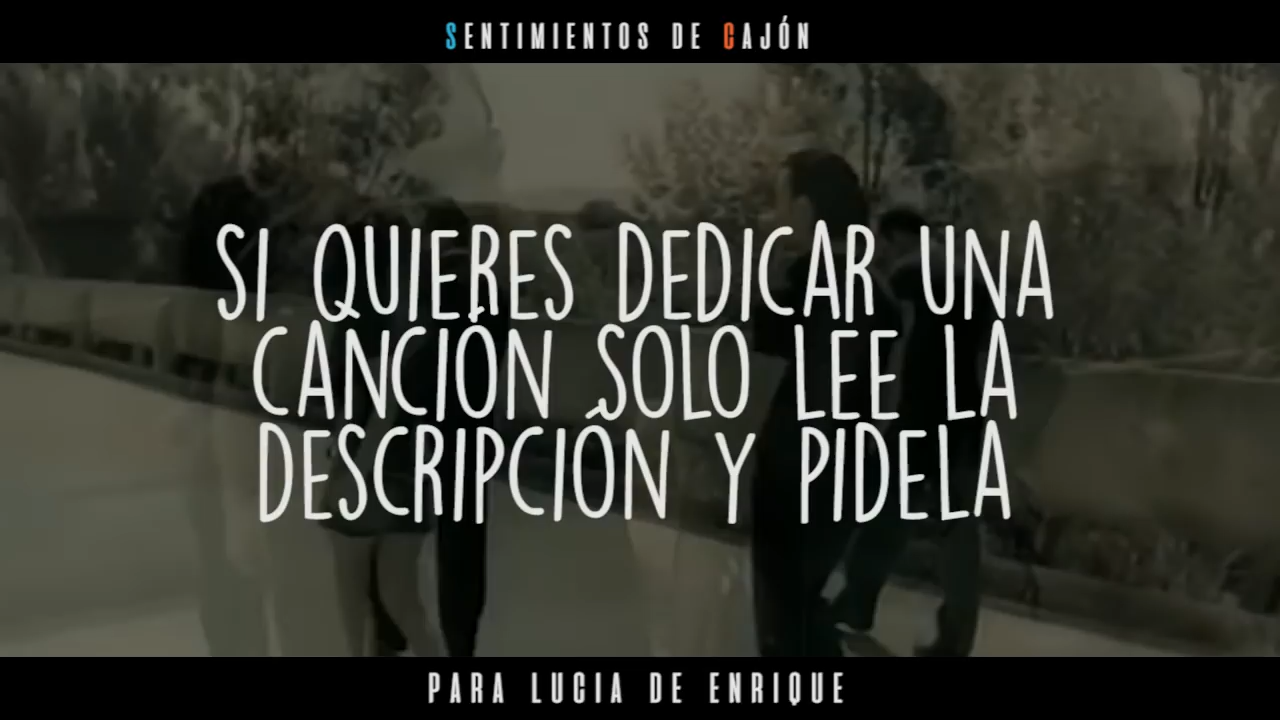 SENTIMIENTOS DE CAJÓN
SI QUIERES DEDICAR UNA
CANCIÓN SOLO LEE LA
DESCRIPCIÓN Y PIDELA
PARA LUCIA DE ENRIQUE